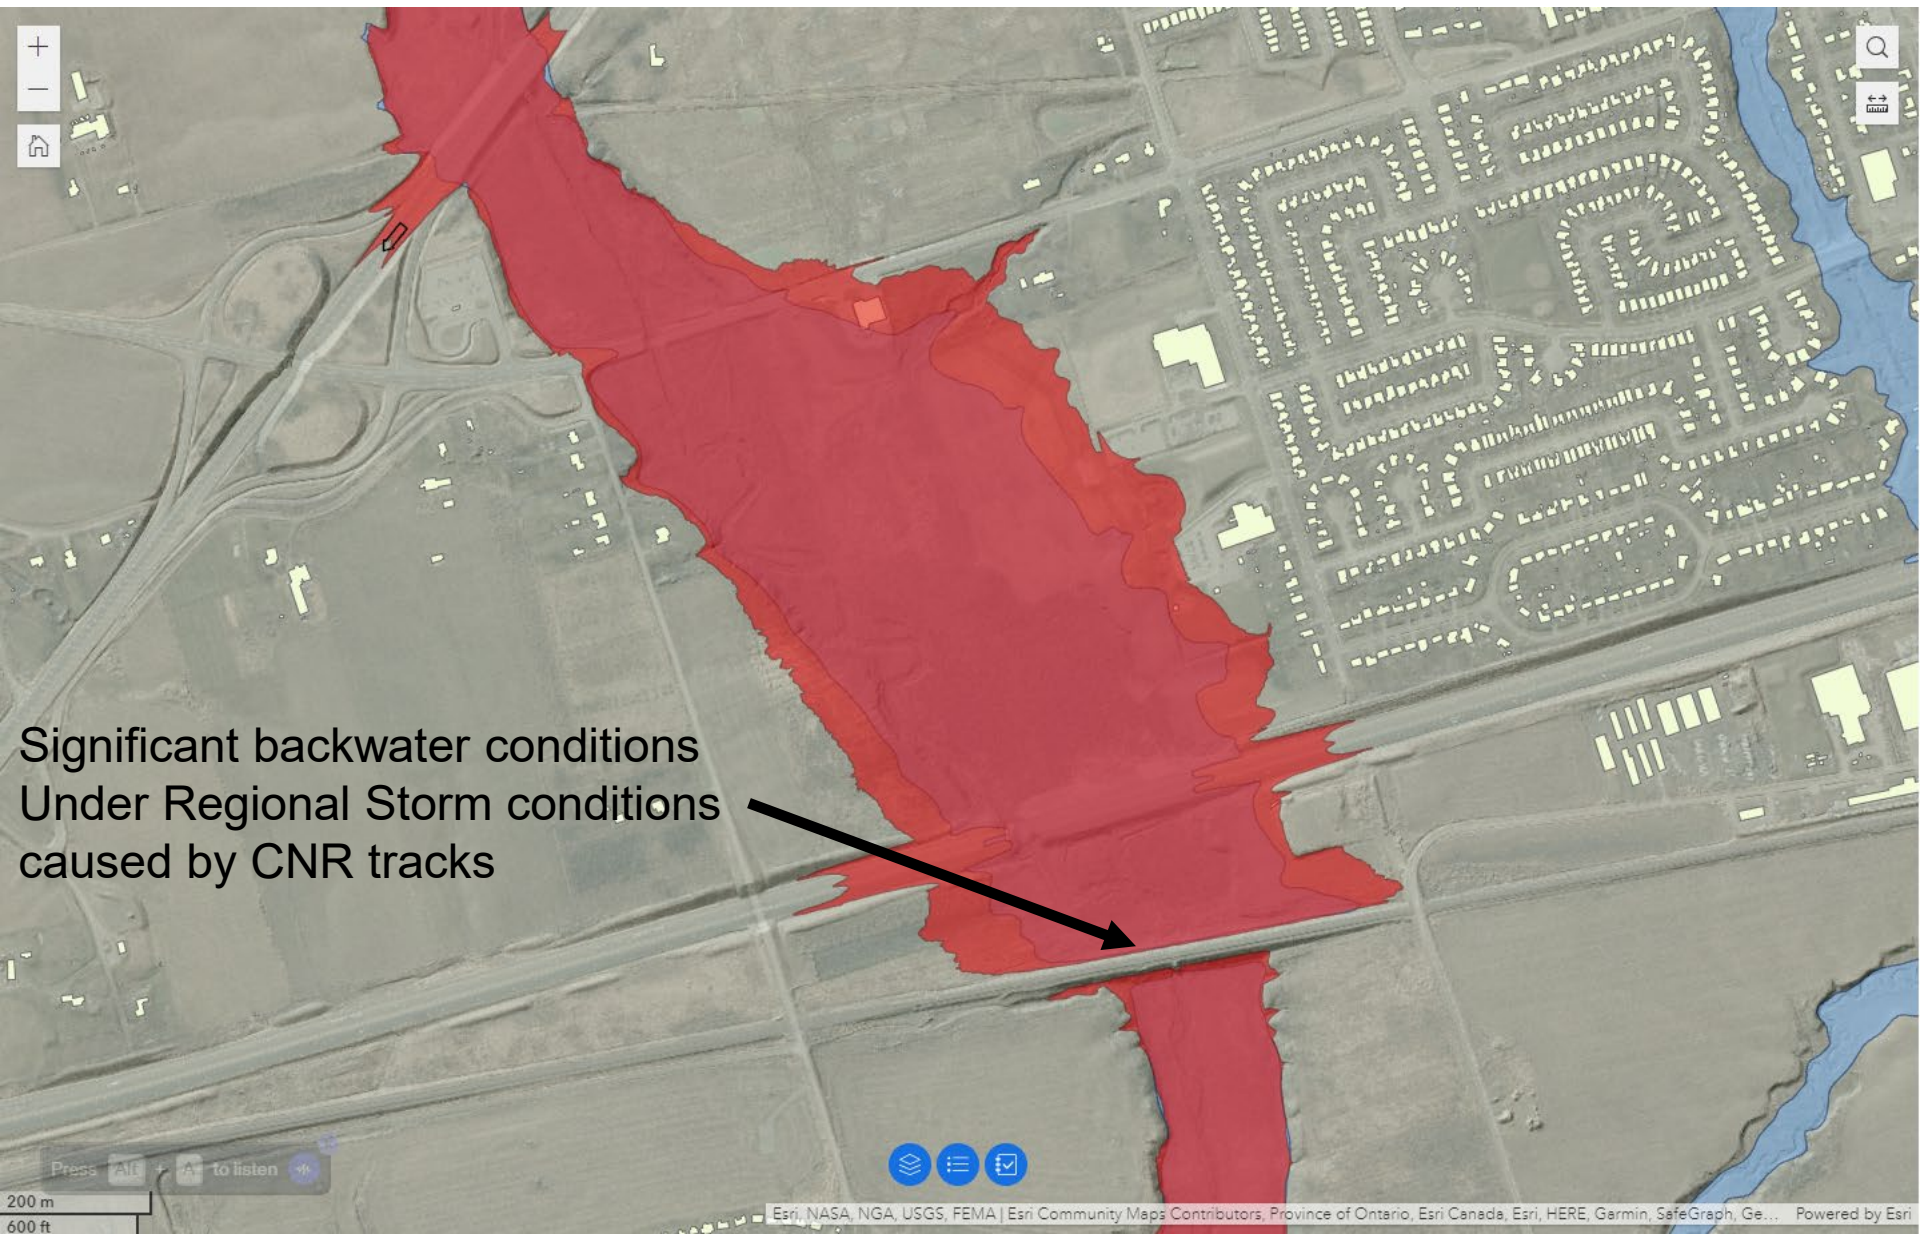 Significant backwater conditions
Under Regional Storm conditions
caused by CNR tracks
Press Alt + A to listen
200 m
600 ft
Esri, NASA, NGA, USGS, FEMA | Esri Community Maps Contributors, Province of Ontario, Esri Canada, Esri, HERE, Garmin, SafeGraph, Ge... Powered by Esri